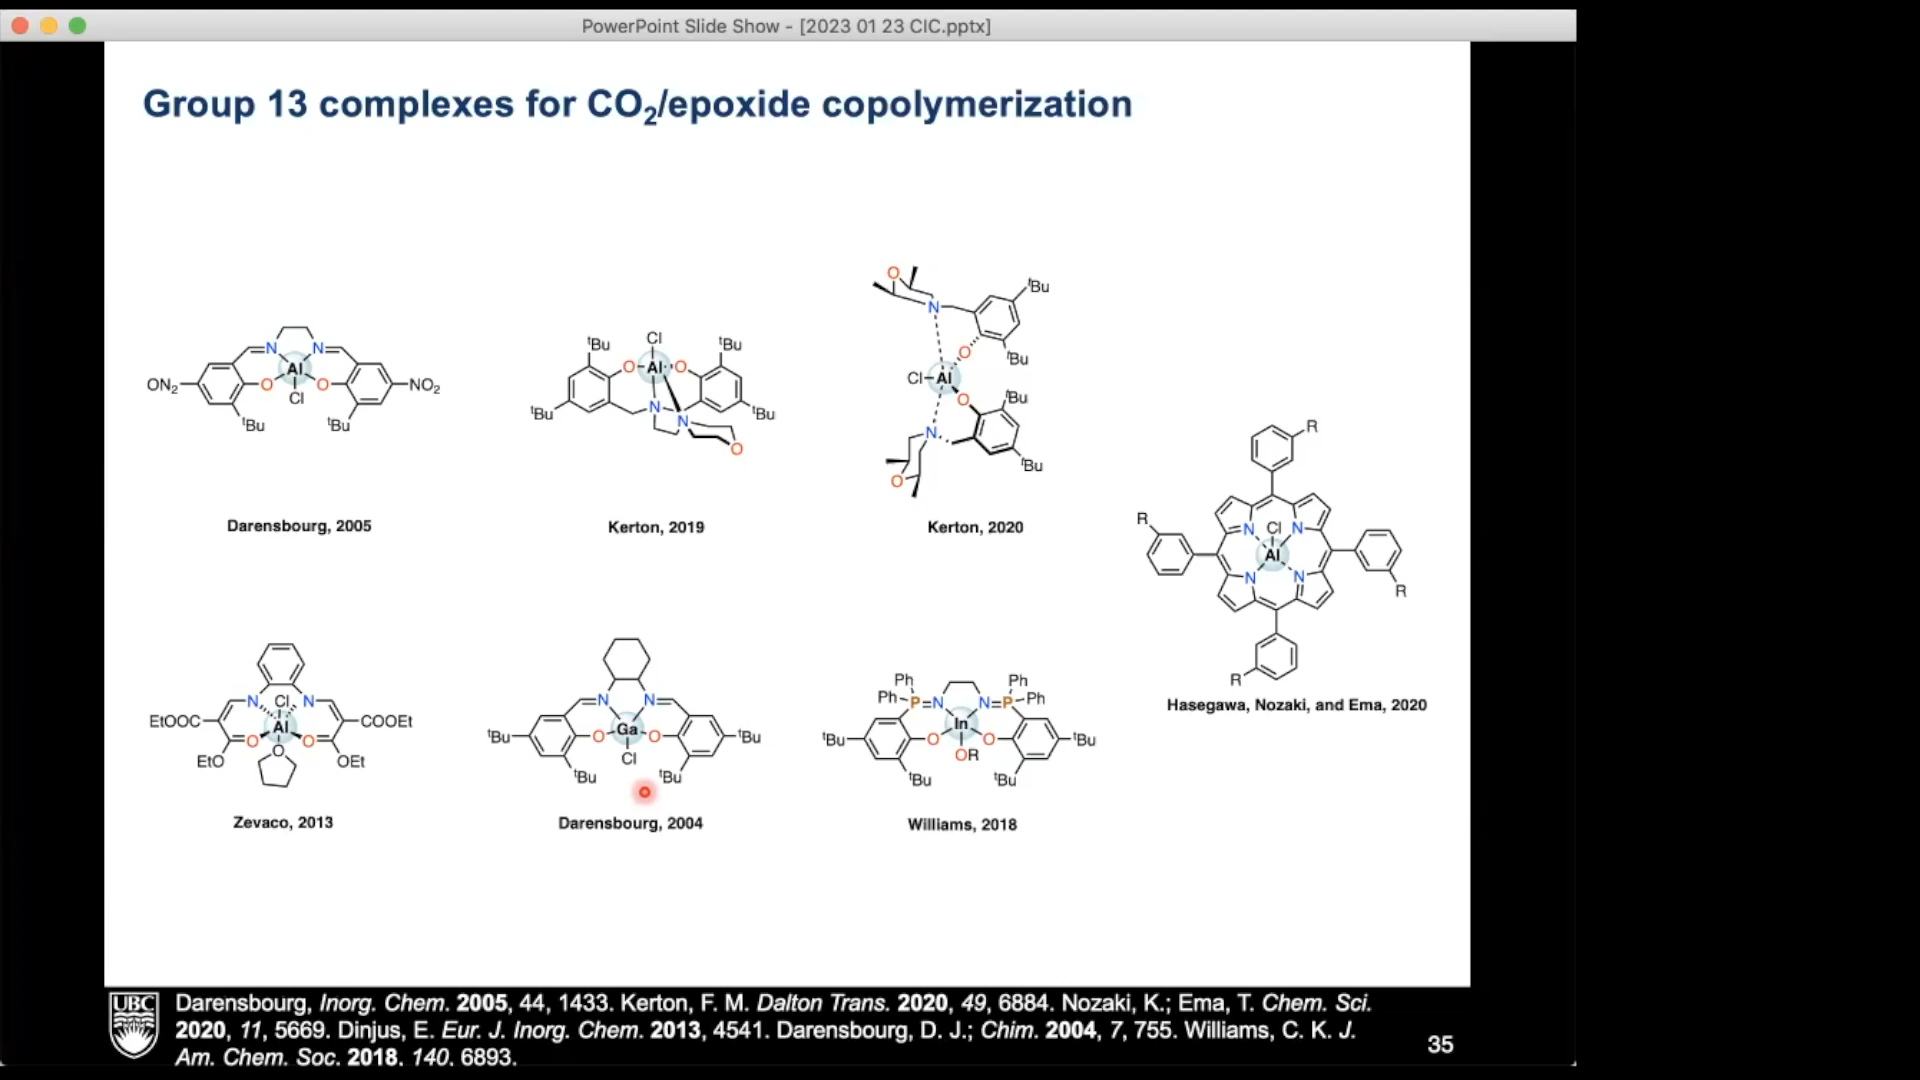 PowerPoint Slide Show - [2023 01 23 CIC.pptx]
Group 13 complexes for CO2/epoxide copolymerization
ON2
N
N
Al
O
O
Cl
NO2
tBu
tBu
Darensbourg, 2005
tBu
Cl
tBu
O
Al
O
tBu
N
N
O
tBu
Kerton, 2019
O
N
tBu
O
tBu
Cl
Al
O
tBu
N
O
tBu
Kerton, 2020
R
R
N
Cl
N
Al
N
N
R
R
Hasegawa, Nozaki, and Ema, 2020
N
Cl
N
EtOOC
Al
COOEt
O
O
O
EtO
OEt
Zevaco, 2013
N
N
tBu
O
Ga
O
tBu
Cl
tBu
tBu
Darensbourg, 2004
Ph
Ph
Ph
P
N
N
P
Ph
In
tBu
O
O
tBu
OR
tBu
tBu
Williams, 2018
UBC
Darensbourg, Inorg. Chem. 2005, 44, 1433. Kerton, F. M. Dalton Trans. 2020, 49, 6884. Nozaki, K.; Ema, T. Chem. Sci.
2020, 11, 5669. Dinjus, E. Eur. J. Inorg. Chem. 2013, 4541. Darensbourg, D. J.; Chim. 2004, 7, 755. Williams, C. K. J.
Am. Chem. Soc. 2018, 140, 6893.
35